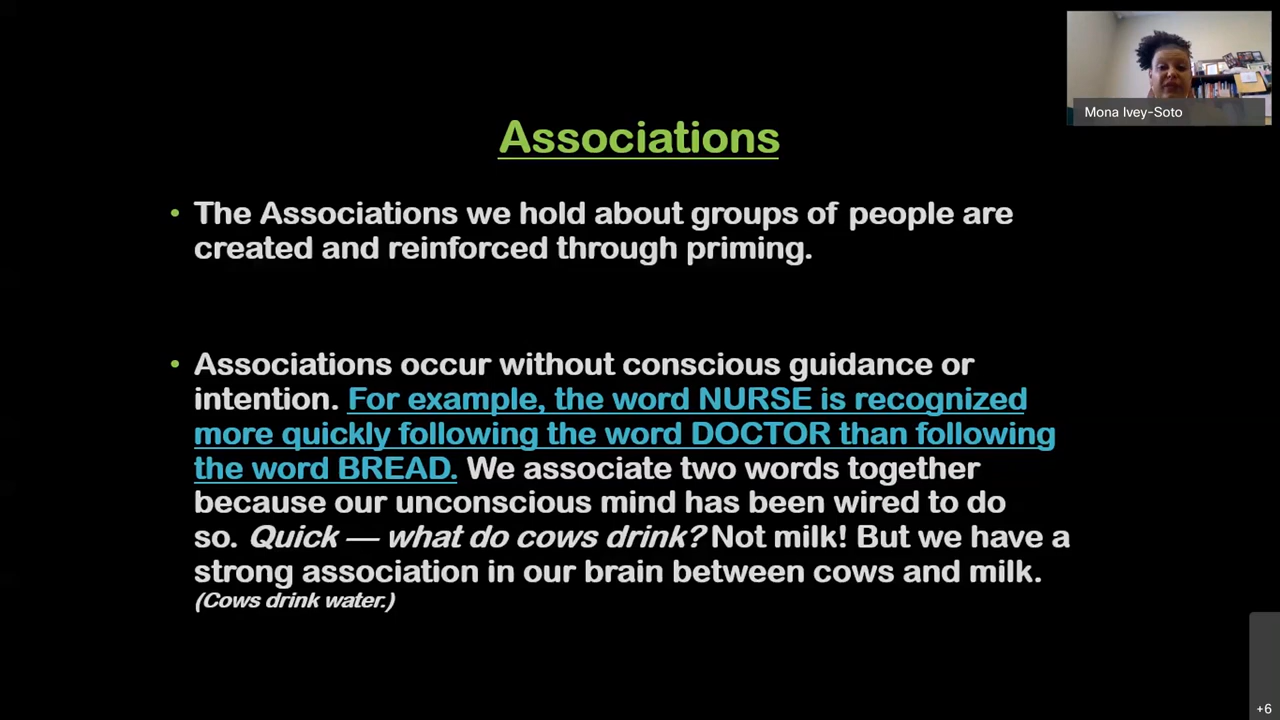 Mona Ivey-Soto
Associations
• The Associations we hold about groups of people are
created and reinforced through priming.
• Associations occur without conscious guidance or
intention. For example, the word NURSE is recognized
more quickly following the word DOCTOR than following
the word BREAD. We associate two words together
because our unconscious mind has been wired to do
so. Quick — what do cows drink? Not milk! But we have a
strong association in our brain between cows and milk.
(Cows drink water.)
+6